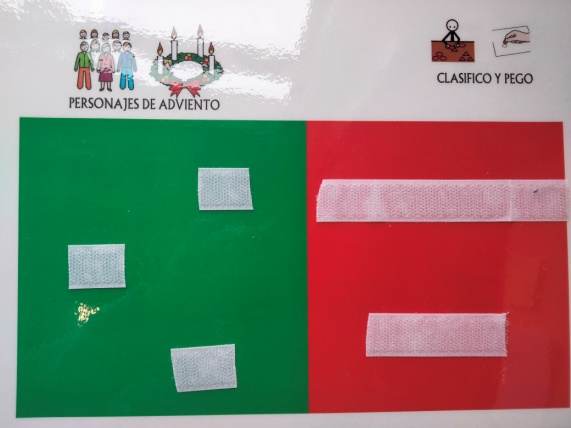 PERSONAJES DE ADVIENTO
CLASIFICO Y PEGO